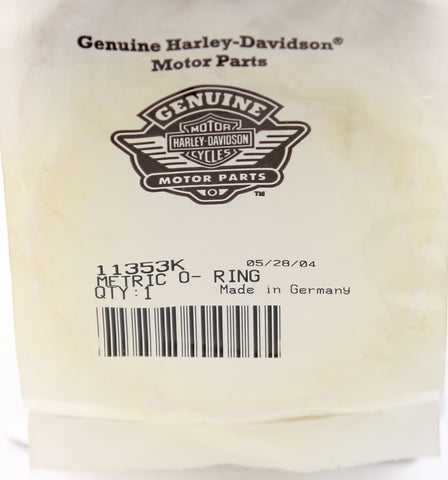 Genuine Harley-Davidson®
Motor Parts
GENUINE
MOTOR
HARLEY-DAVIDSON
CYCLES
MOTOR PARTS
TM
11353K 05/28/04
METRIC O- RING
QTY:1 Made in Germany